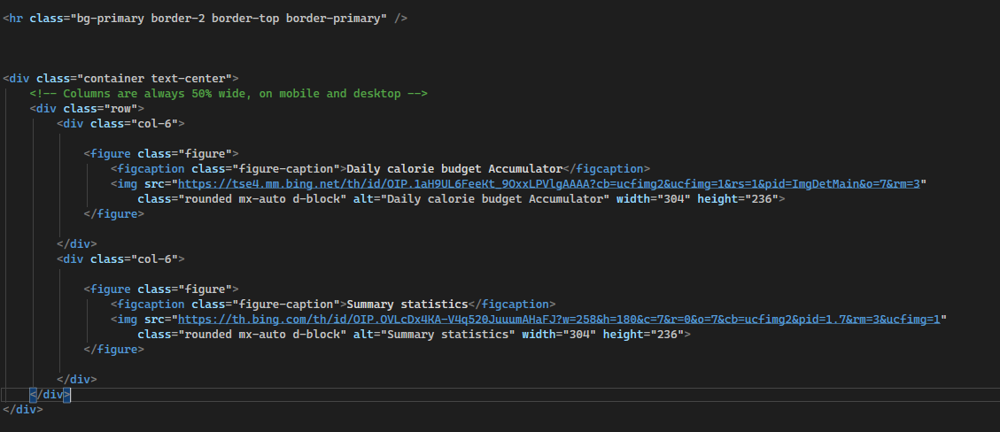 <hr class="bg-primary border-2 border-top border-primary" />
<div class="container text-center">
<!-- Columns are always 50% wide, on mobile and desktop -->
<div class="row">
<div class="col-6">
<figure class="figure">
<figcaption class="figure-caption">Daily calorie budget Accumulator</figcaption>
<img src="https://tse4.mm.bing.net/th/id/OIP.1aH9UL6FeeKt_9OxxLPVlgAAAA?cb=ucfimg2&ucfimg=1&rs=1&pid=ImgDetMain&o=7&rm=3"
class="rounded mx-auto d-block" alt="Daily calorie budget Accumulator" width="304" height="236">
</figure>
</div>
<div class="col-6">
<figure class="figure">
<figcaption class="figure-caption">Summary statistics</figcaption>
<img src="https://th.bing.com/th/id/OIP.OVLcDx4KA-V4q520JuuumAHaFJ?w=258&h=180&c=7&r=0&o=7&cb=ucfimg2&pid=1.7&rm=3&ucfimg=1"
class="rounded mx-auto d-block" alt="Summary statistics" width="304" height="236">
</figure>
</div>
</div>
</div>